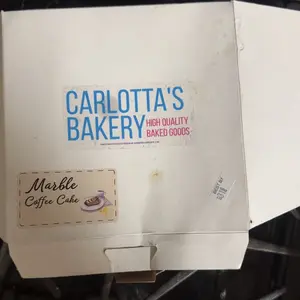 CARLOTTA'S
BAKERY
HIGH QUALITY
BAKED GOODS
Marble
Coffee Cake